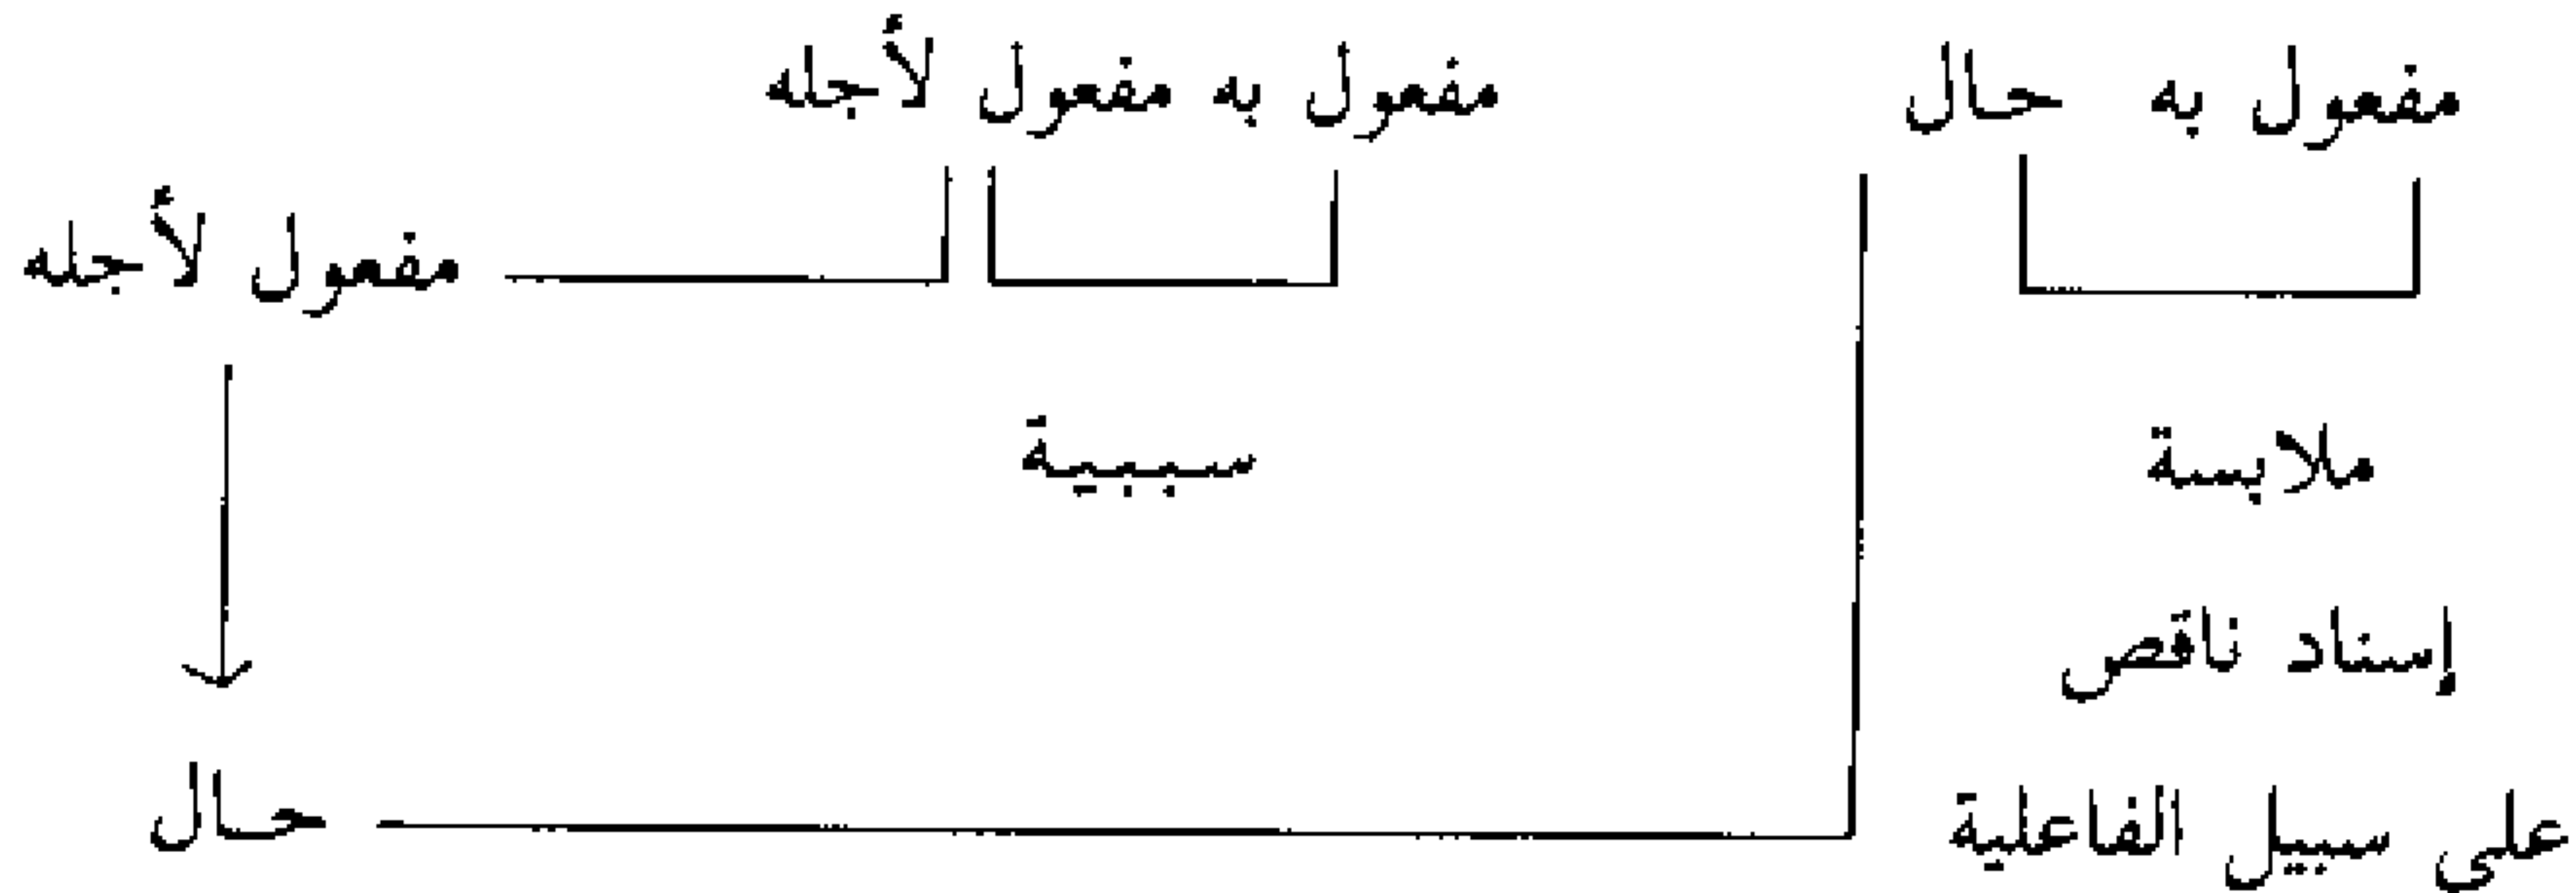 مفعول به حال
مفعول به مفعول لأجله
مفعول لأجله
سببية
ملابسة
إسناد ناقص
على سبيل الفاعلية
حال